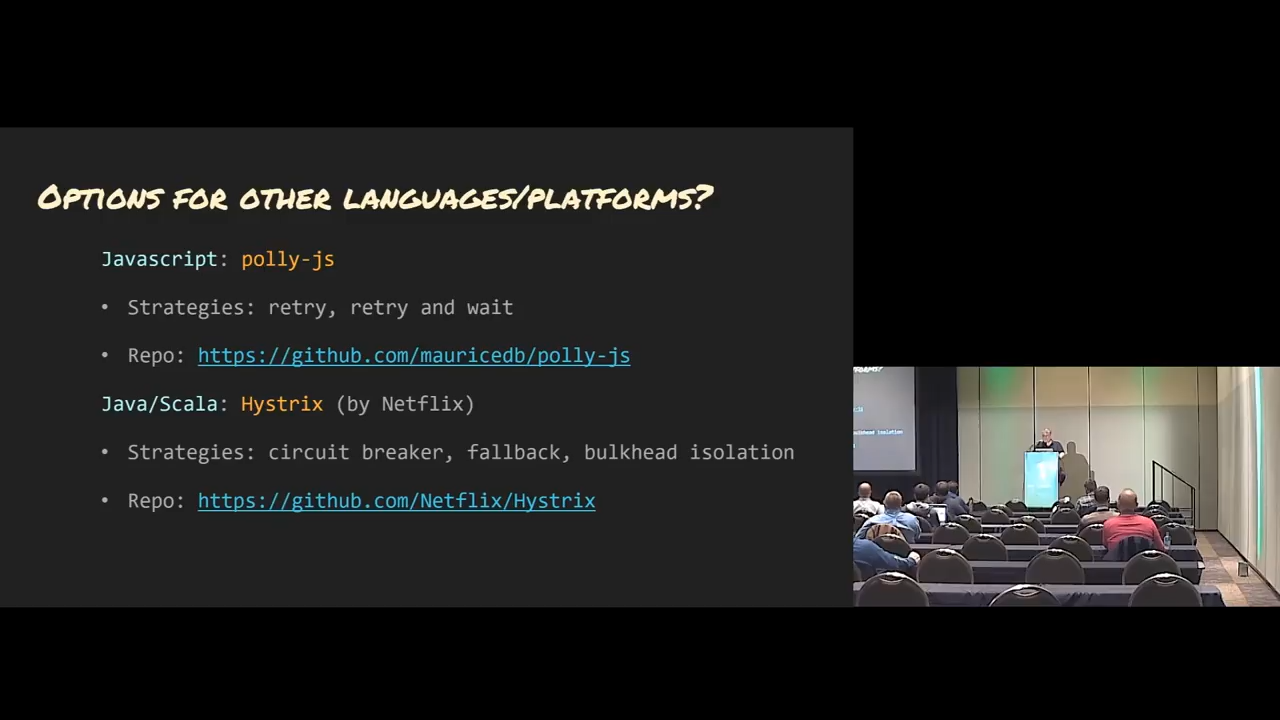 Options for other languages/platforms?
Javascript: polly-js
• Strategies: retry, retry and wait
• Repo: https://github.com/mauricedb/polly-js
Java/Scala: Hystrix (by Netflix)
• Strategies: circuit breaker, fallback, bulkhead isolation
• Repo: https://github.com/Netflix/Hystrix